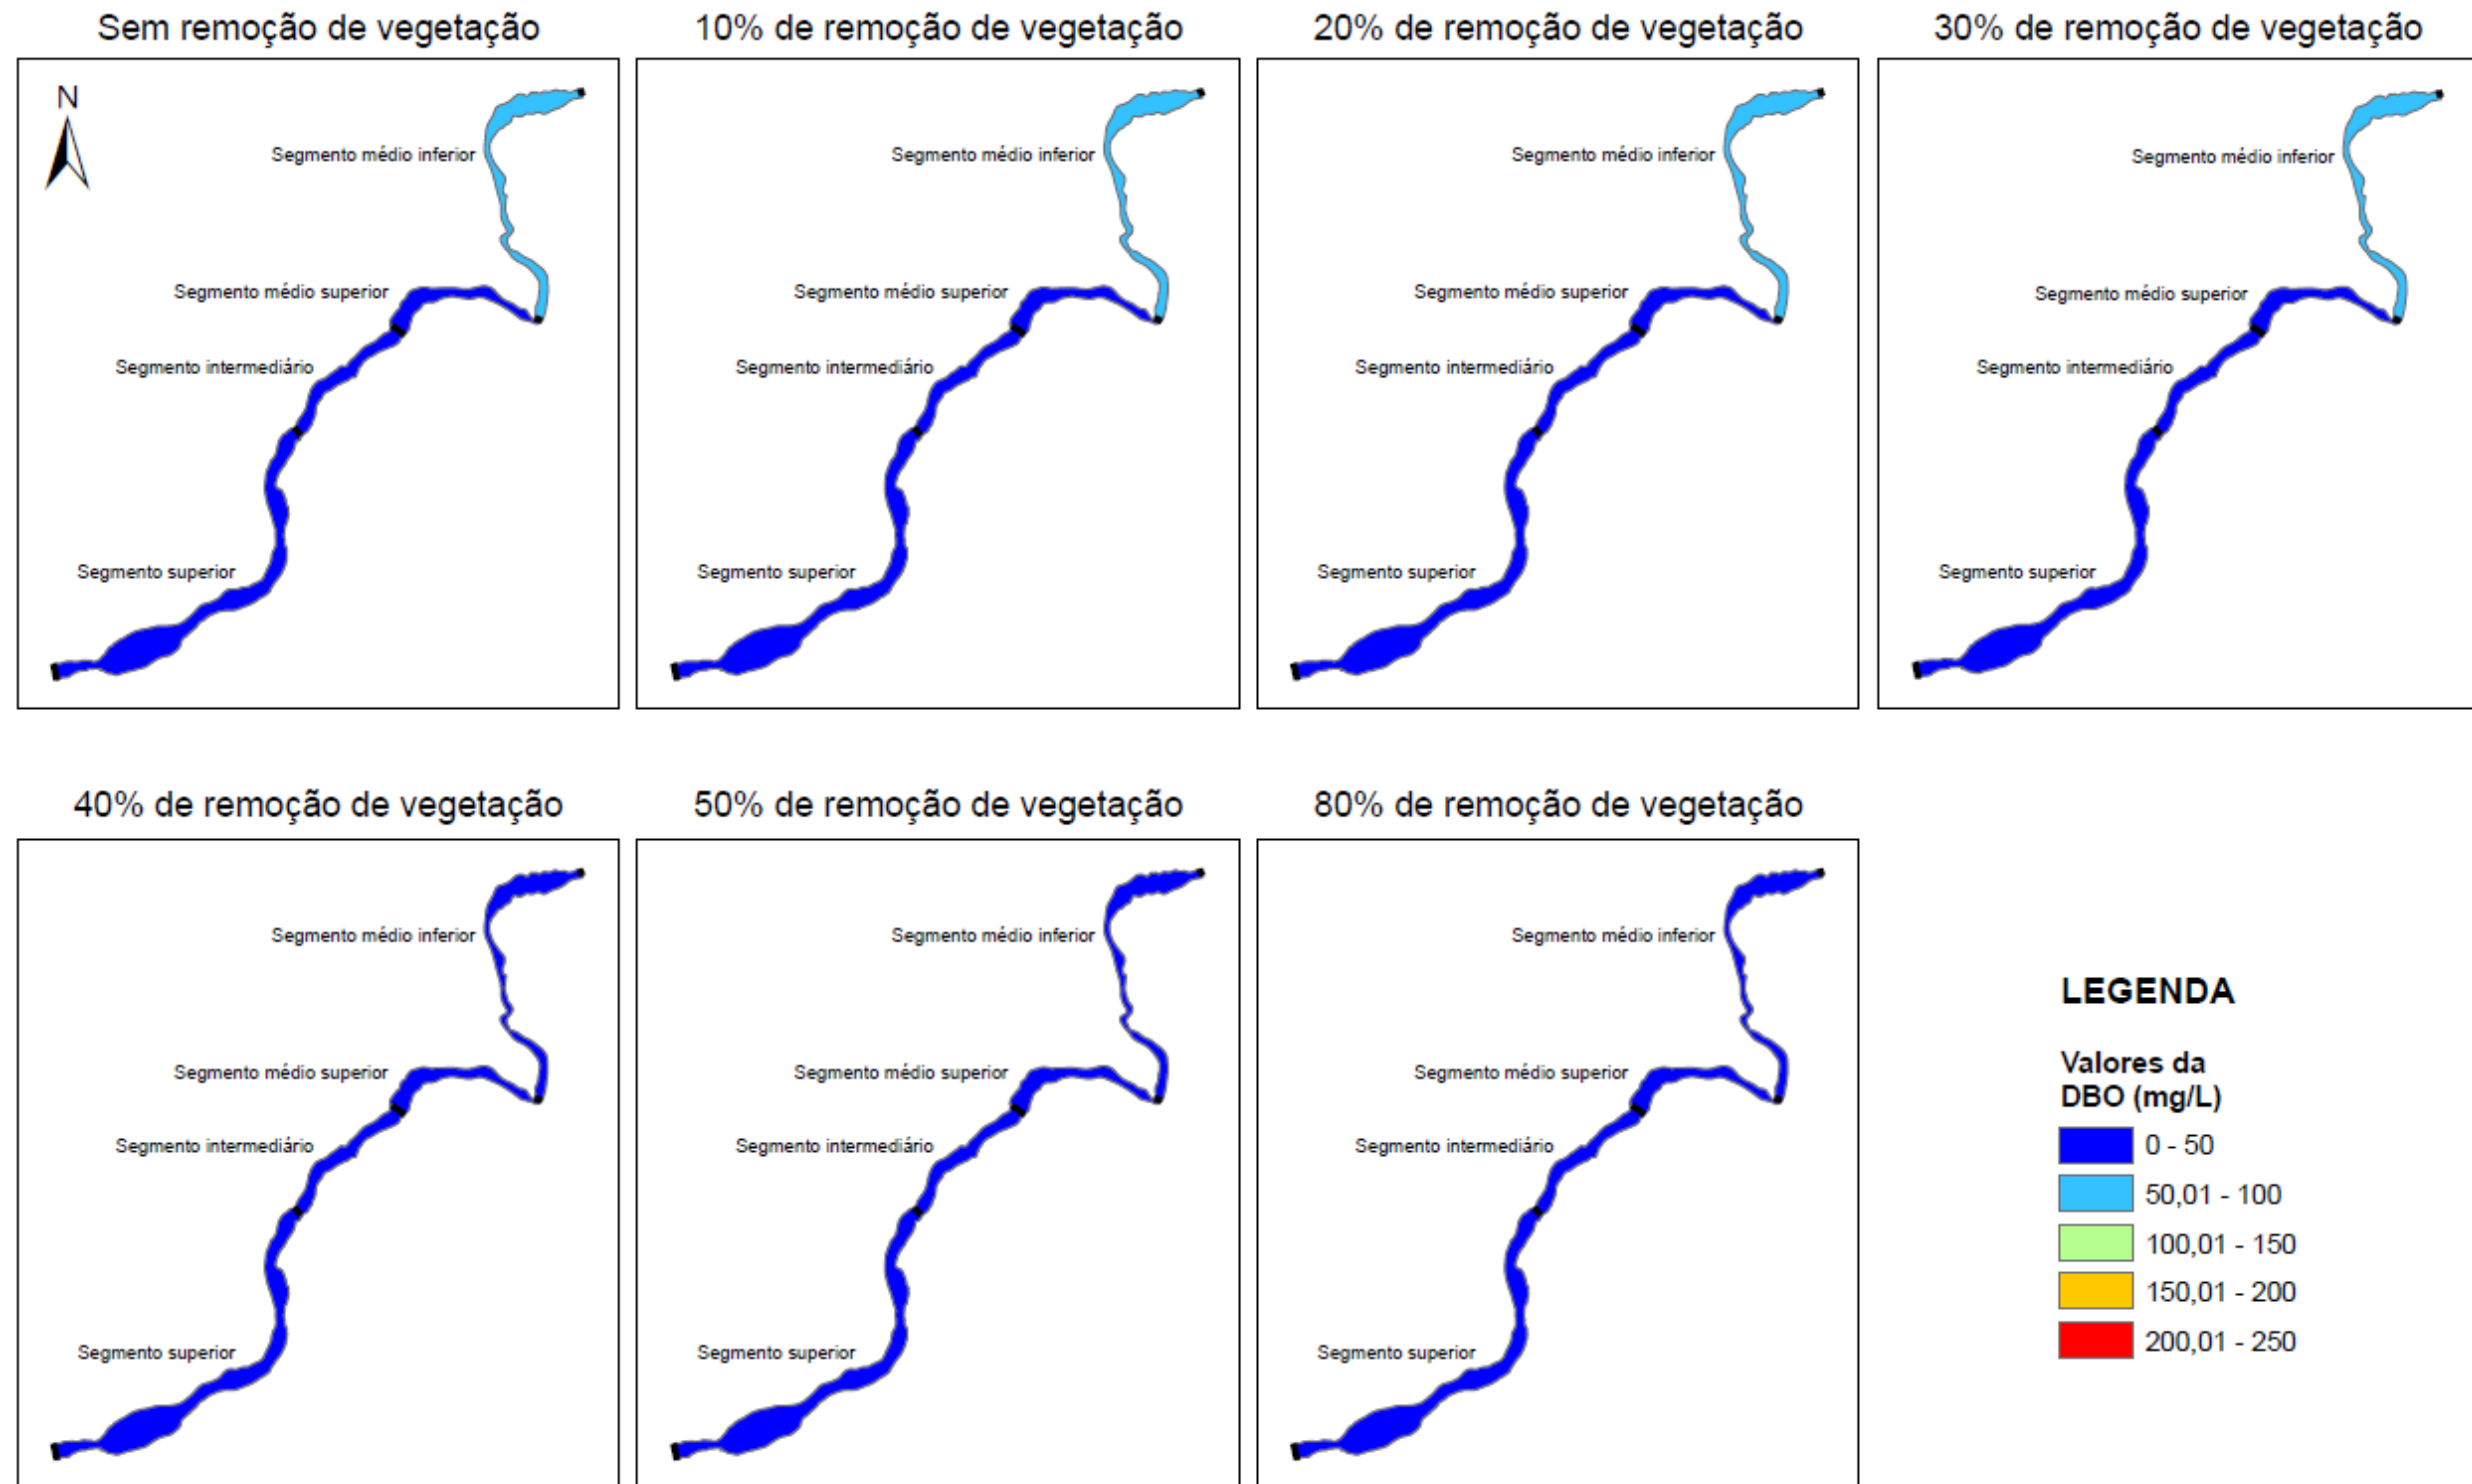 Sem remoção de vegetação
N
Segmento médio inferior
Segmento médio superior
Segmento intermediário
Segmento superior
10% de remoção de vegetação
Segmento médio inferior
Segmento médio superior
Segmento intermediário
Segmento superior
20% de remoção de vegetação
Segmento médio inferior
Segmento médio superior
Segmento intermediário
Segmento superior
30% de remoção de vegetação
Segmento médio inferior
Segmento médio superior
Segmento intermediário
Segmento superior
40% de remoção de vegetação
Segmento médio inferior
Segmento médio superior
Segmento intermediário
Segmento superior
50% de remoção de vegetação
Segmento médio inferior
Segmento médio superior
Segmento intermediário
Segmento superior
80% de remoção de vegetação
Segmento médio inferior
Segmento médio superior
Segmento intermediário
Segmento superior
LEGENDA
Valores da
DBO (mg/L)
0 - 50
50,01 - 100
100,01 - 150
150,01 - 200
200,01 - 250